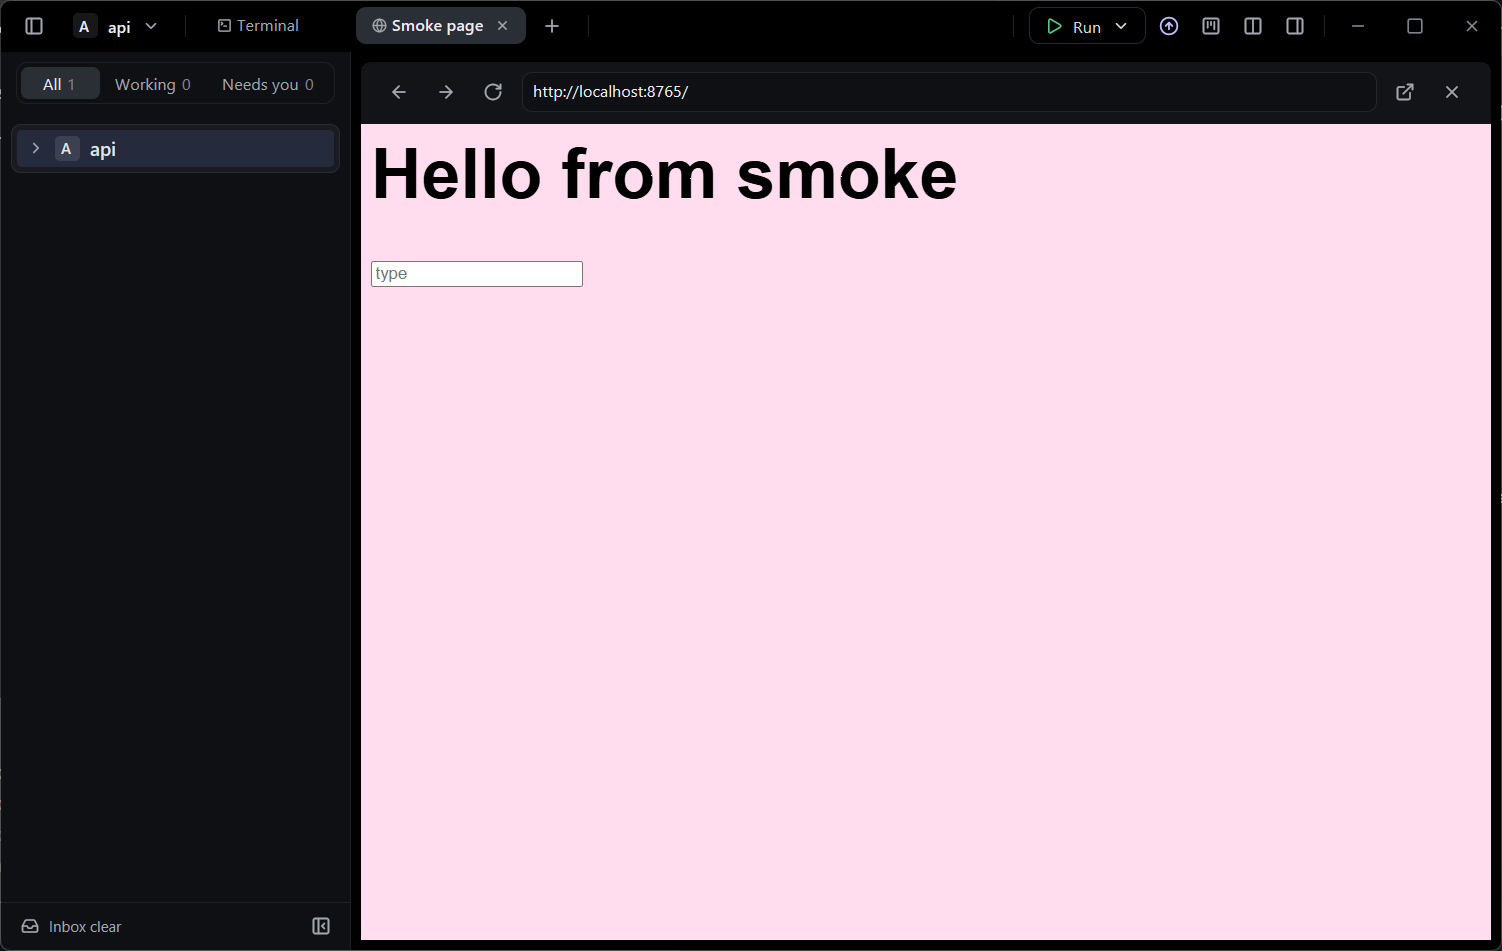 A api
Terminal
Smoke page
Run
All 1
Working 0
Needs you 0
http://localhost:8765/
A api
Hello from smoke
type
Inbox clear